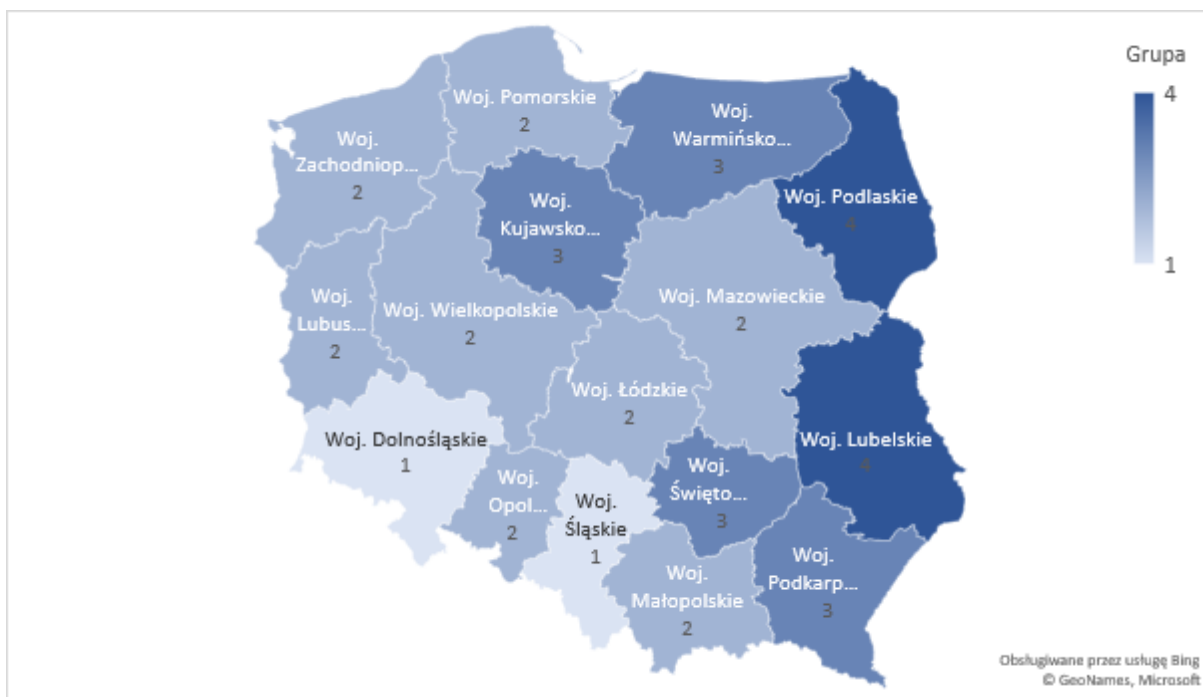 Grupa
4
1
Woj. Pomorskie
2
Woj.
Warmińsko ...
3
Woj.
Zachodniop...
2
Woj. Podlaskie
4
Woj.
Kujawsko...
3
Woj. Mazowieckie
2
Woj.
Lubus...
2
Woj. Wielkopolskie
2
Woj. Łódzkie
2
Woj. Dolnośląskie
1
Woj. Lubelskie
4
Woj.
Opol...
2
Woj.
Śląskie
1
Woj.
Święto...
3
Woj.
Małopolskie
2
Woj.
Podkarp...
3
Obsługiwane przez usługę Bing
© GeoNames, Microsoft